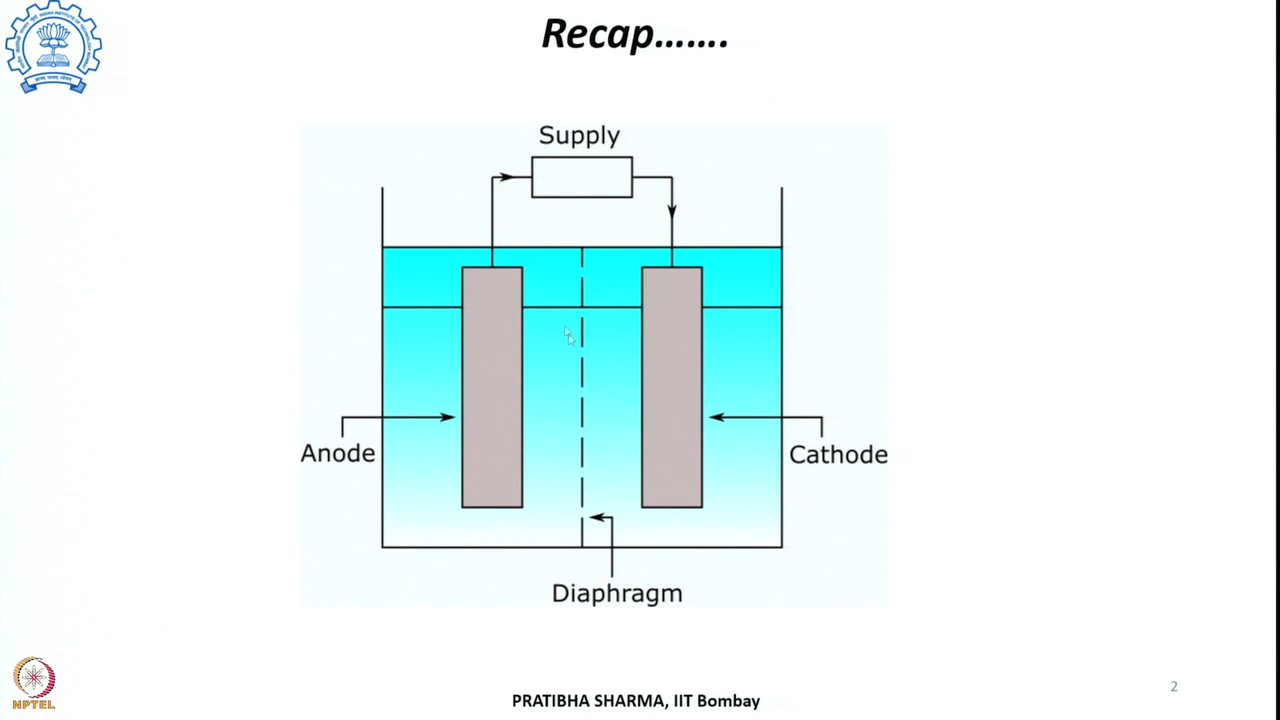 Recap.......
Supply
Anode
Cathode
Diaphragm
NPTEL
PRATIBHA SHARMA, IIT Bombay
2